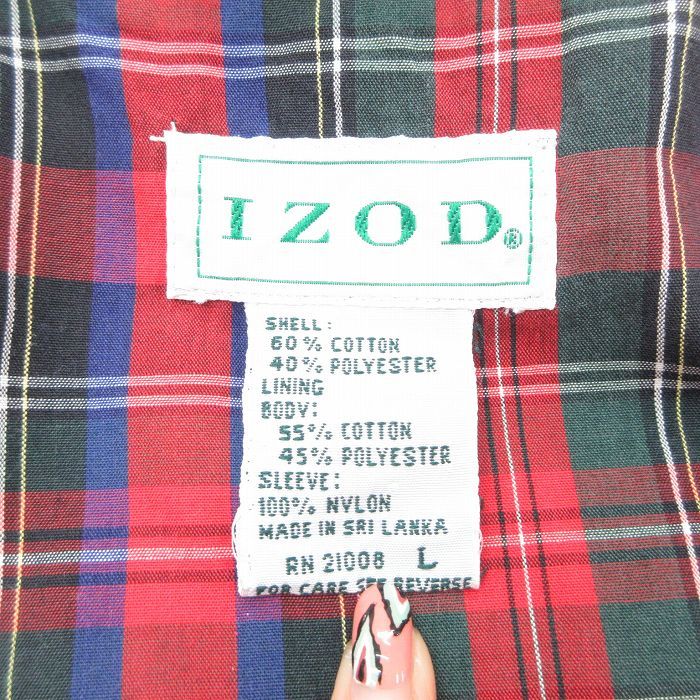 IZOD®
SHELL:
60% COTTON
40% POLYESTER
LINING
BODY:
55% COTTON
45% POLYESTER
SLEEVE:
100% NYLON
MADE IN SRI LANKA
RN 21008 L
FOR CARE SEE REVERSE